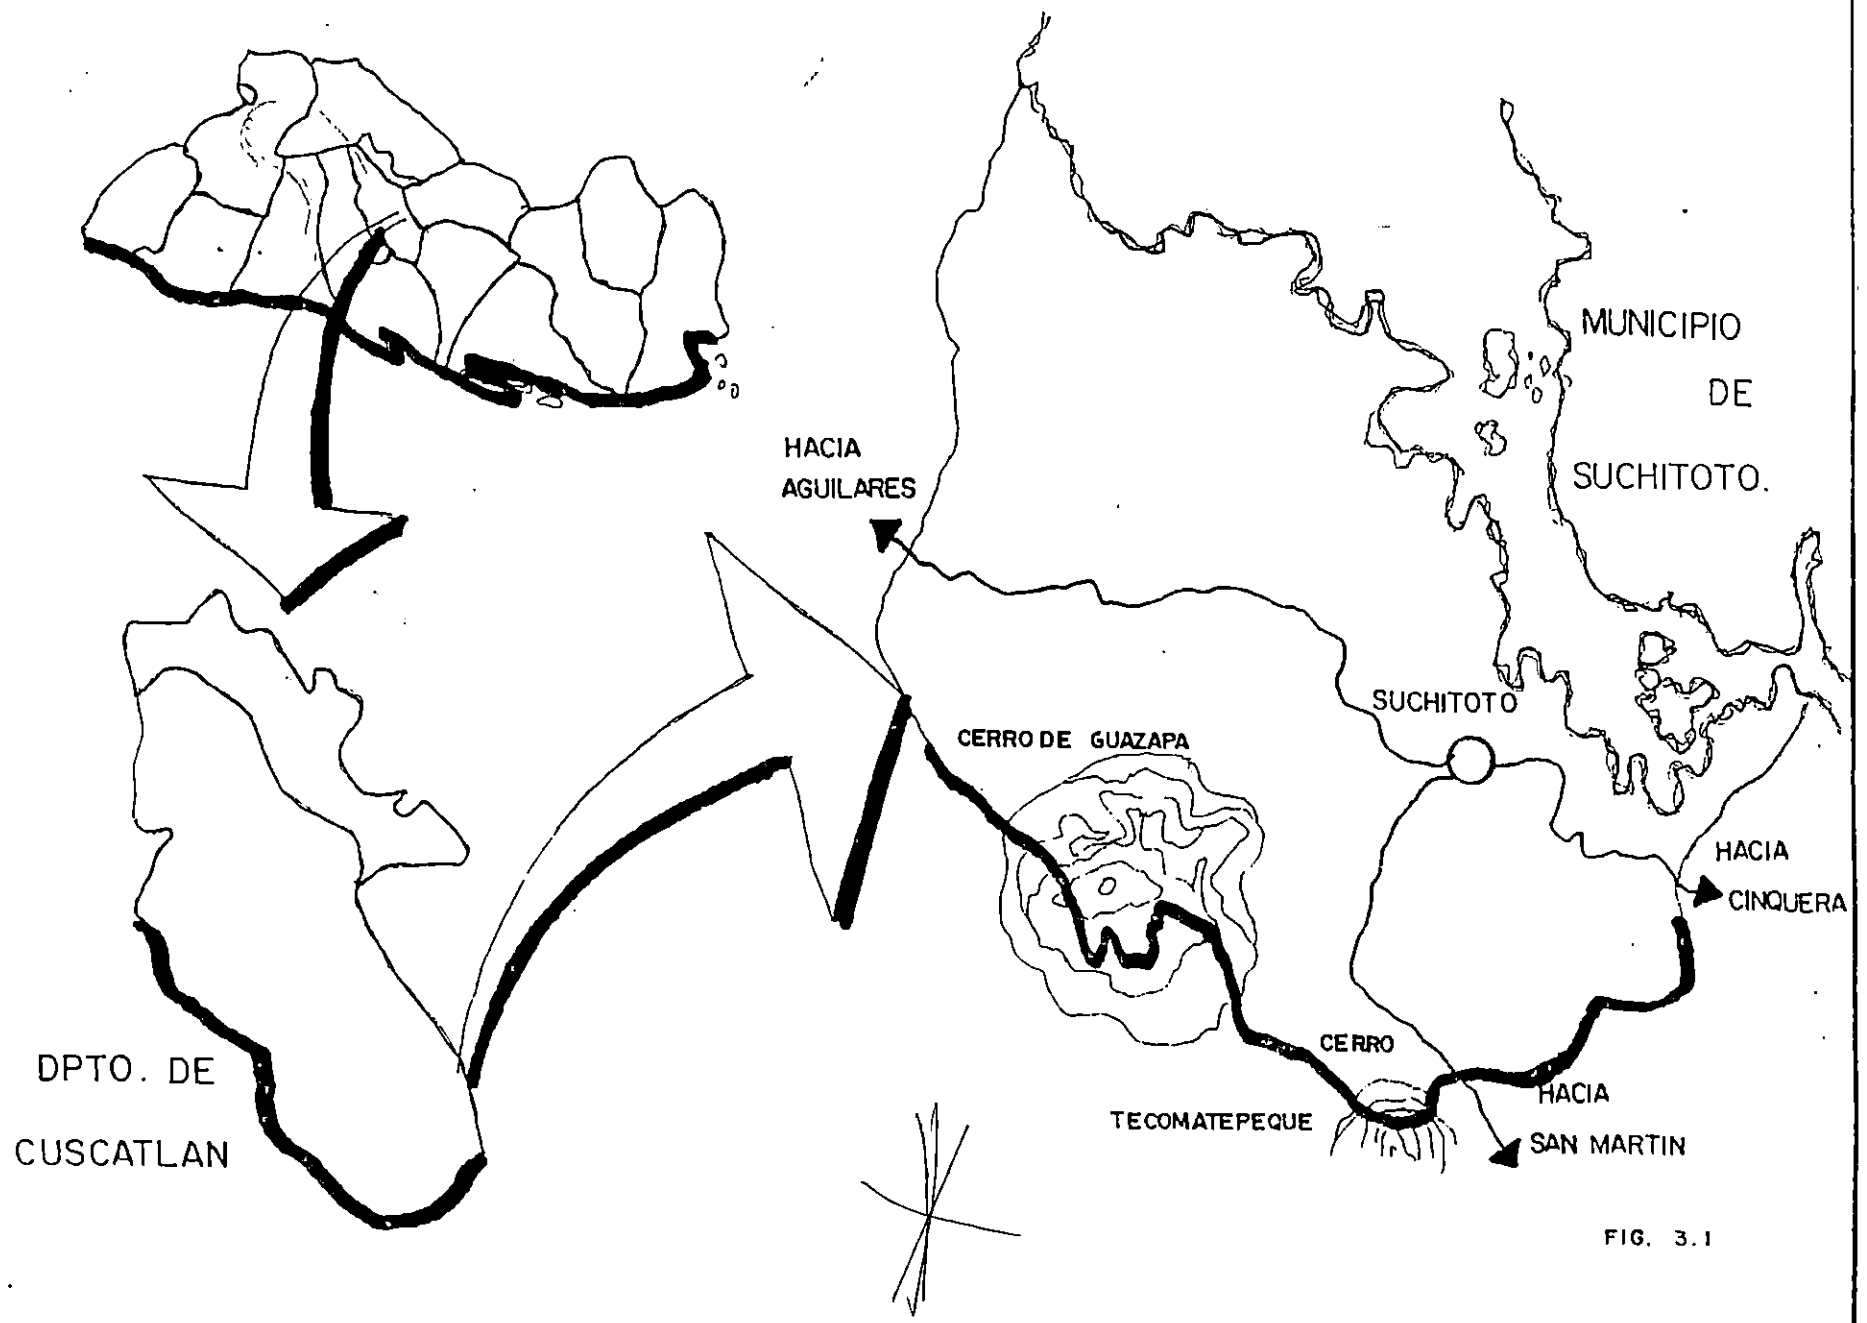 MUNICIPIO
DE
SUCHITOTO.
HACIA
AGUILARES
SUCHITOTO
CERRO DE GUAZAPA
HACIA
CINQUERA
CERRO
TECOMATEPEQUE
HACIA
SAN MARTIN
DPTO. DE
CUSCATLAN
FIG. 3.1